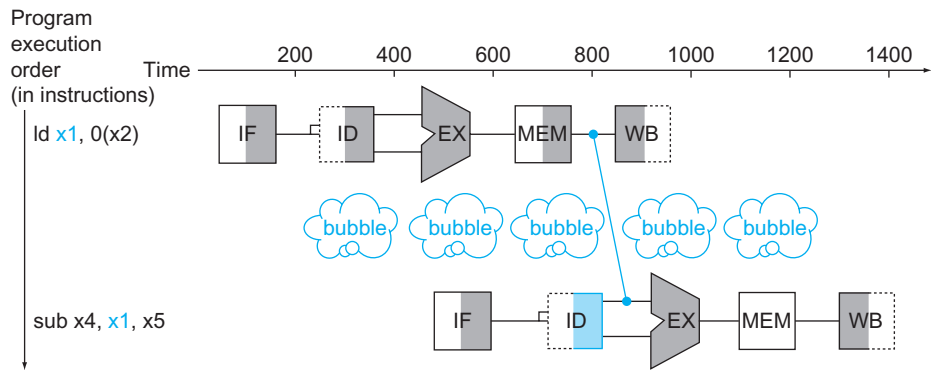 Program
execution
order
(in instructions)
Time
200 400 600 800 1000 1200 1400
ld x1, 0(x2)
IF ID EX MEM WB
bubble bubble bubble bubble bubble
sub x4, x1, x5
IF ID EX MEM WB